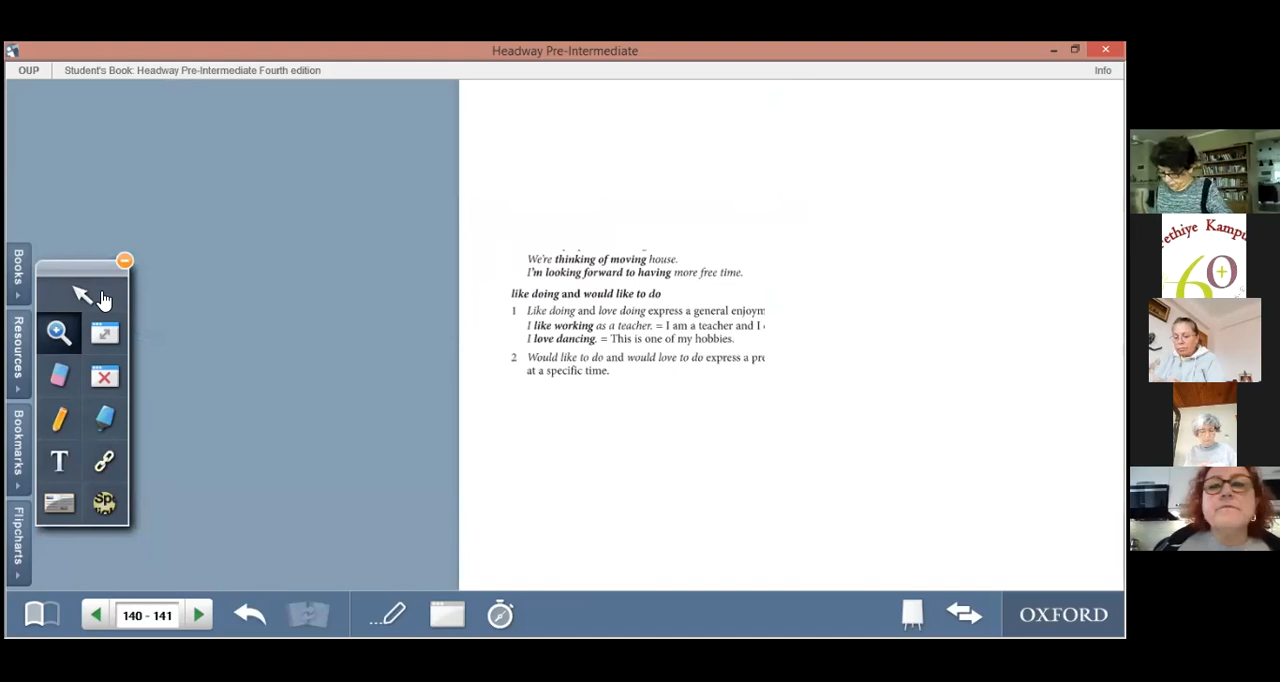 Headway Pre-Intermediate
OUP
Student's Book: Headway Pre-Intermediate Fourth edition
Info
We're thinking of moving house.
I'm looking forward to having more free time.
like doing and would like to do
1 Like doing and love doing express a general
I like working as a teacher. = I am a teacher and I
I love dancing. = This is one of my hobbies.
2 Would like to do and would love to do express a
at a specific time.
Books
Resources
Bookmarks
Flipcharts
T
140 - 141
OXFORD
ethiye Kampu
60+